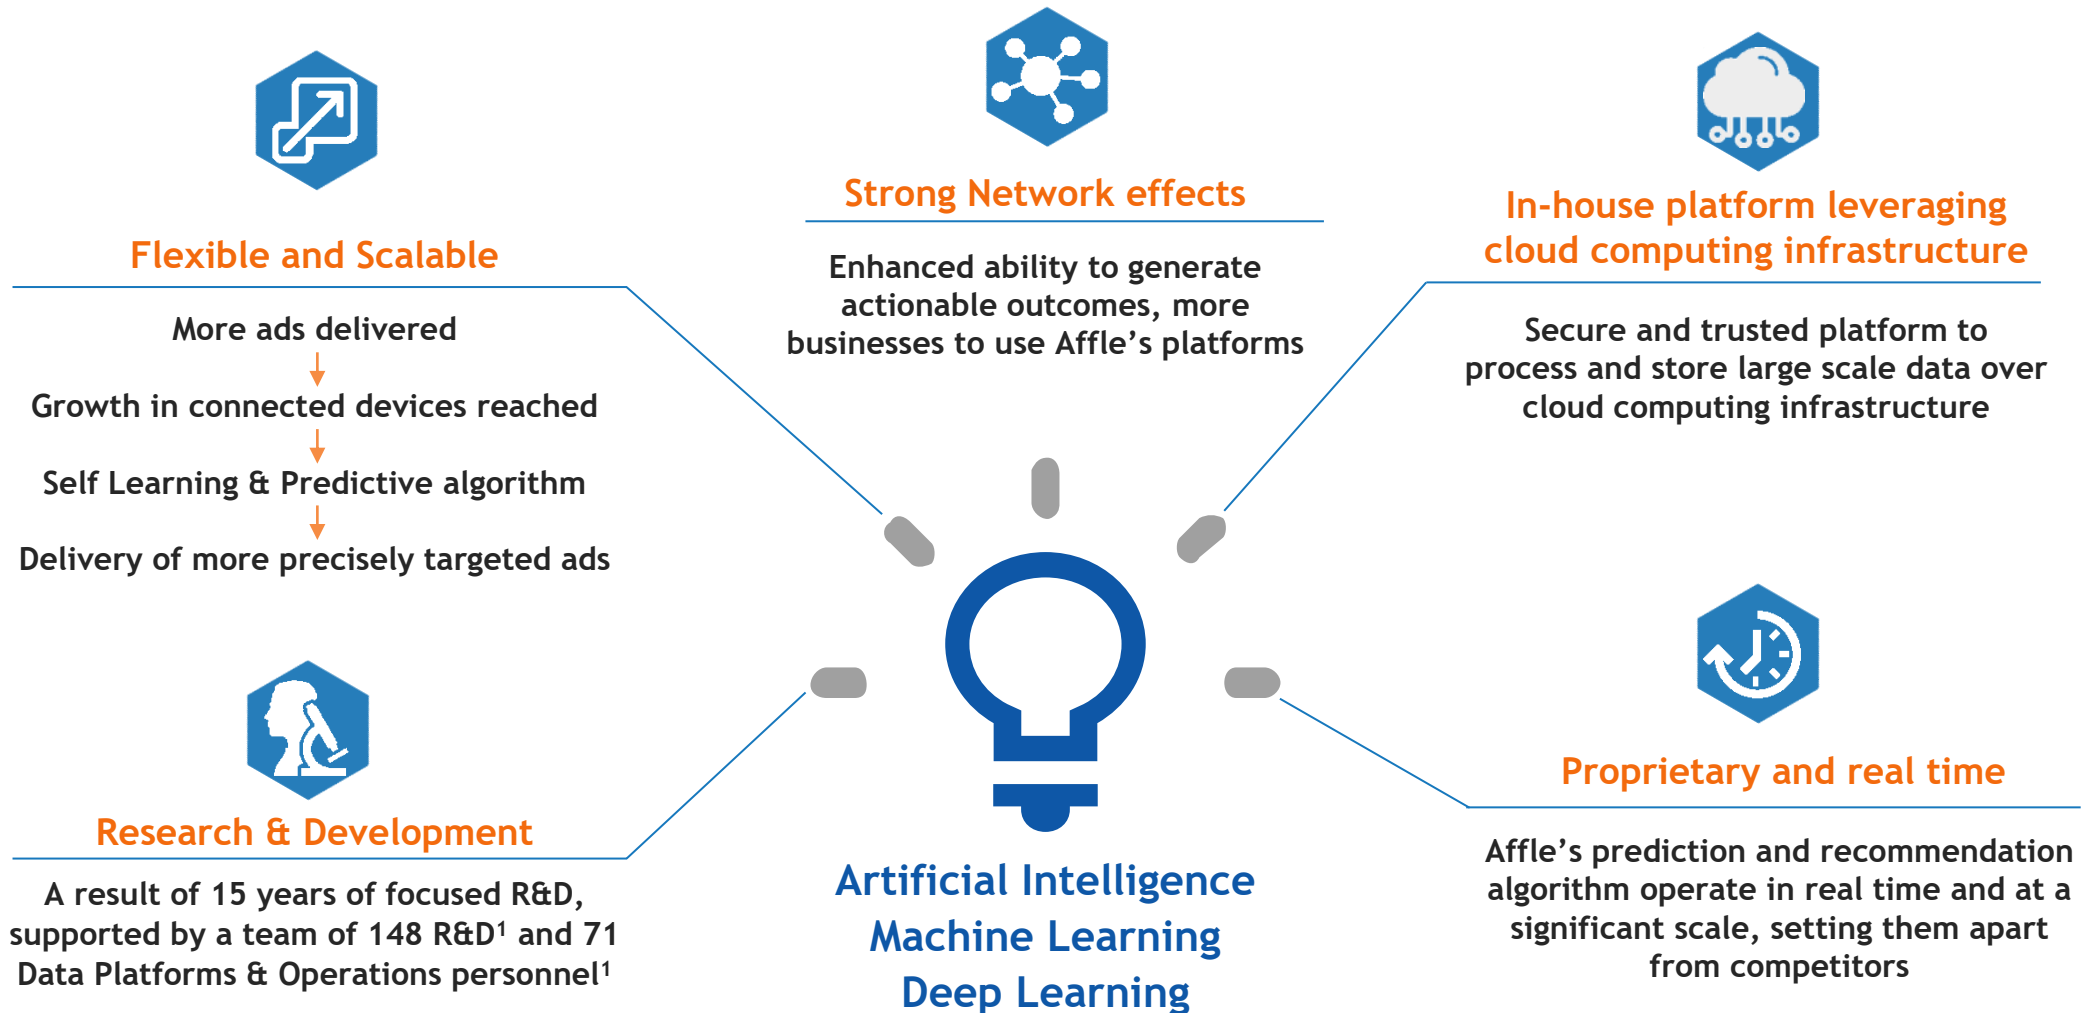 Flexible and Scalable
More ads delivered
Growth in connected devices reached
Self Learning & Predictive algorithm
Delivery of more precisely targeted ads
Strong Network effects
Enhanced ability to generate
actionable outcomes, more
businesses to use Affle’s platforms
In-house platform leveraging
cloud computing infrastructure
Secure and trusted platform to
process and store large scale data over
cloud computing infrastructure
Research & Development
A result of 15 years of focused R&D,
supported by a team of 148 R&D¹ and 71
Data Platforms & Operations personnel¹
Artificial Intelligence
Machine Learning
Deep Learning
Proprietary and real time
Affle’s prediction and recommendation
algorithm operate in real time and at a
significant scale, setting them apart
from competitors